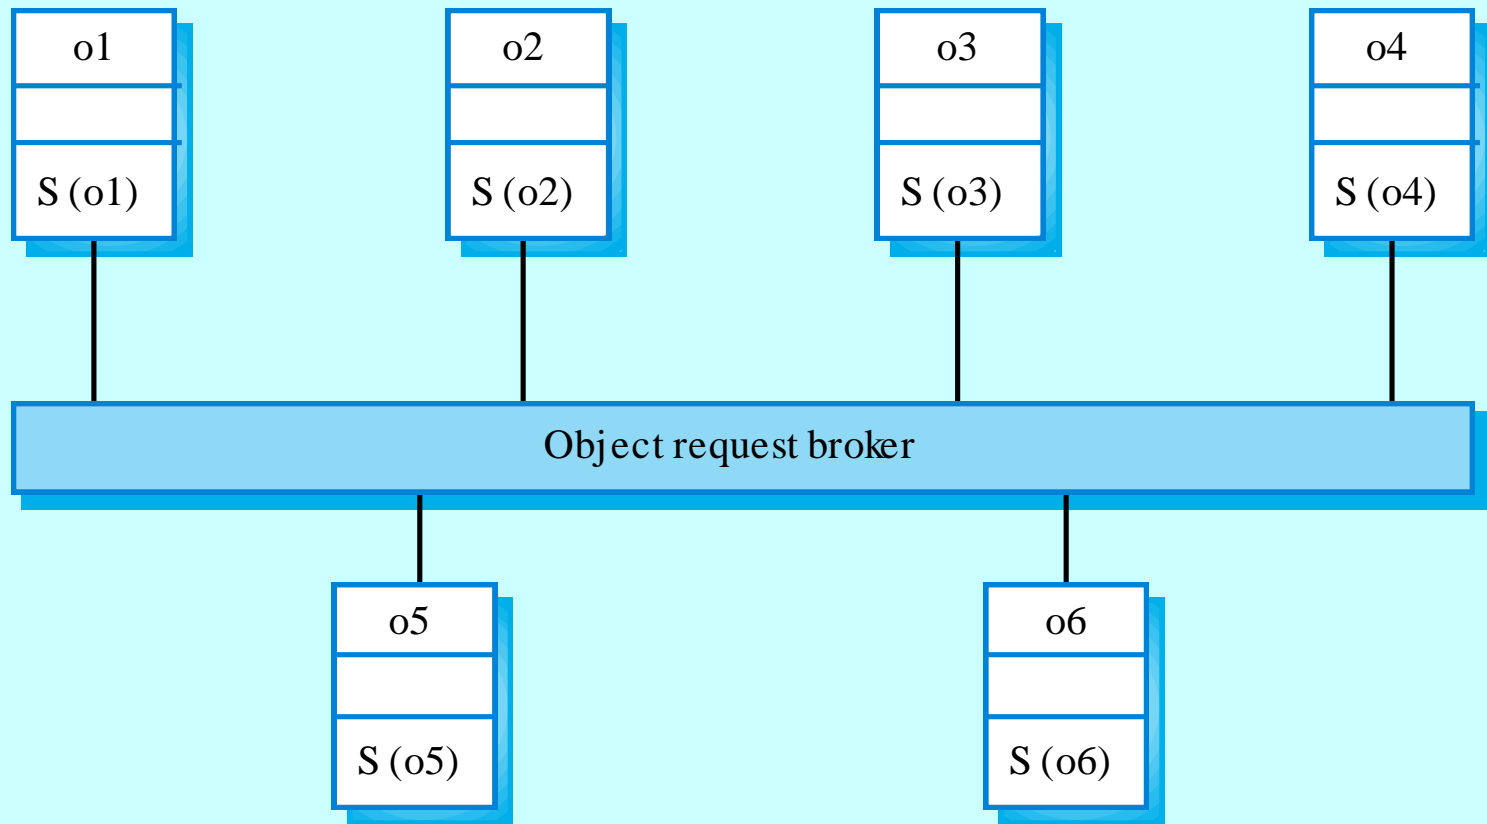 o1
o2
o3
o4
S (o1)
S (o2)
S (o3)
S (o4)
Object request broker
o5
o6
S (o5)
S (o6)